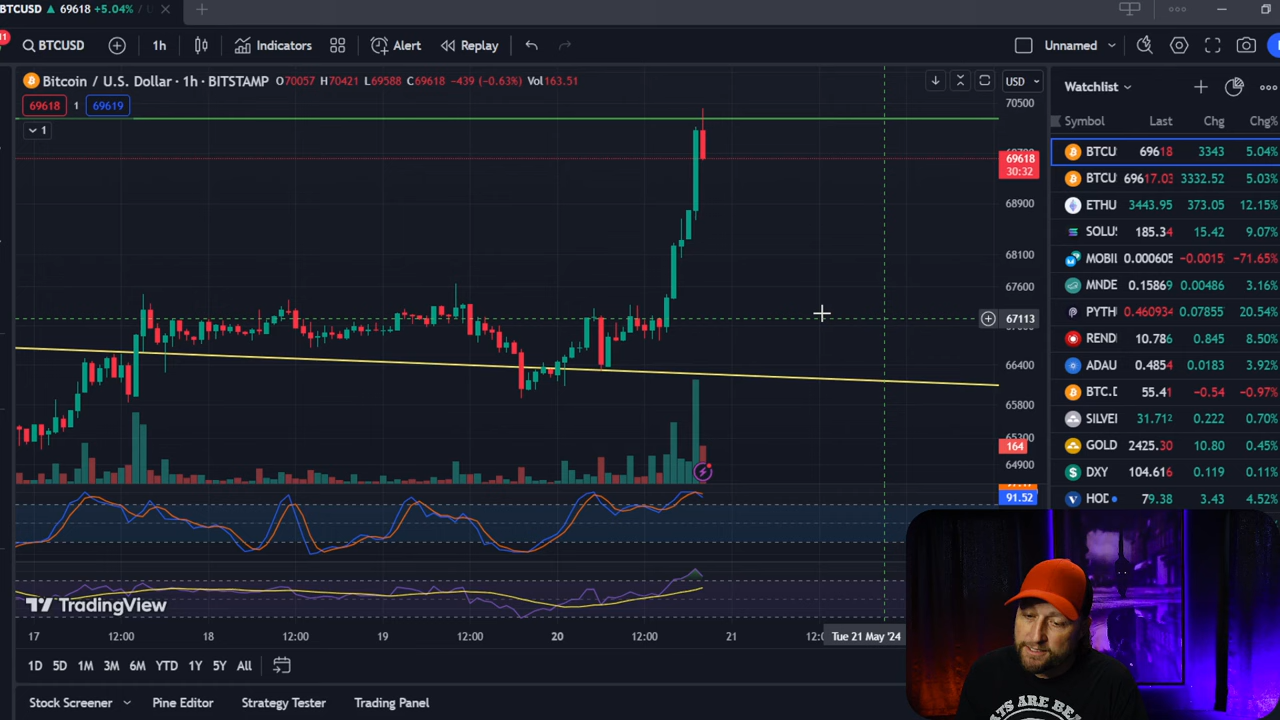 BTCUSD ▲ 69618 +5.04% / U
11
BTCUSD 1h Indicators Alert Replay Unnamed
Bitcoin / U.S. Dollar · 1h · BITSTAMP O70057 H70421 L69588 C69618 −439 (−0.63%) Vol163.51
USD
69618 1 69619
1
70500
69618
30:32
68900
68100
67600
67113
66400
65800
164
64900
91.52
TradingView
17 12:00 18 12:00 19 12:00 20 12:00 21 Tue 21 May '24
1D 5D 1M 3M 6M YTD 1Y 5Y All
Stock Screener Pine Editor Strategy Tester Trading Panel
Watchlist
Symbol Last Chg Chg%
BTCU 69618 3343 5.04%
BTCU 69617.03 3332.52 5.03%
ETHU 3443.95 373.05 12.15%
SOLUS 185.34 15.42 9.07%
MOBIL 0.000605 −0.0015 −71.65%
MNDE 0.15869 0.00486 3.16%
PYTH 0.460934 0.07855 20.54%
REND 10.786 0.845 8.50%
ADAU 0.4854 0.0183 3.92%
BTC.D 55.41 −0.54 −0.97%
SILVE 31.712 0.222 0.70%
GOLD 2425.30 10.80 0.45%
DXY 104.616 0.119 0.11%
79.38 3.43 4.52%